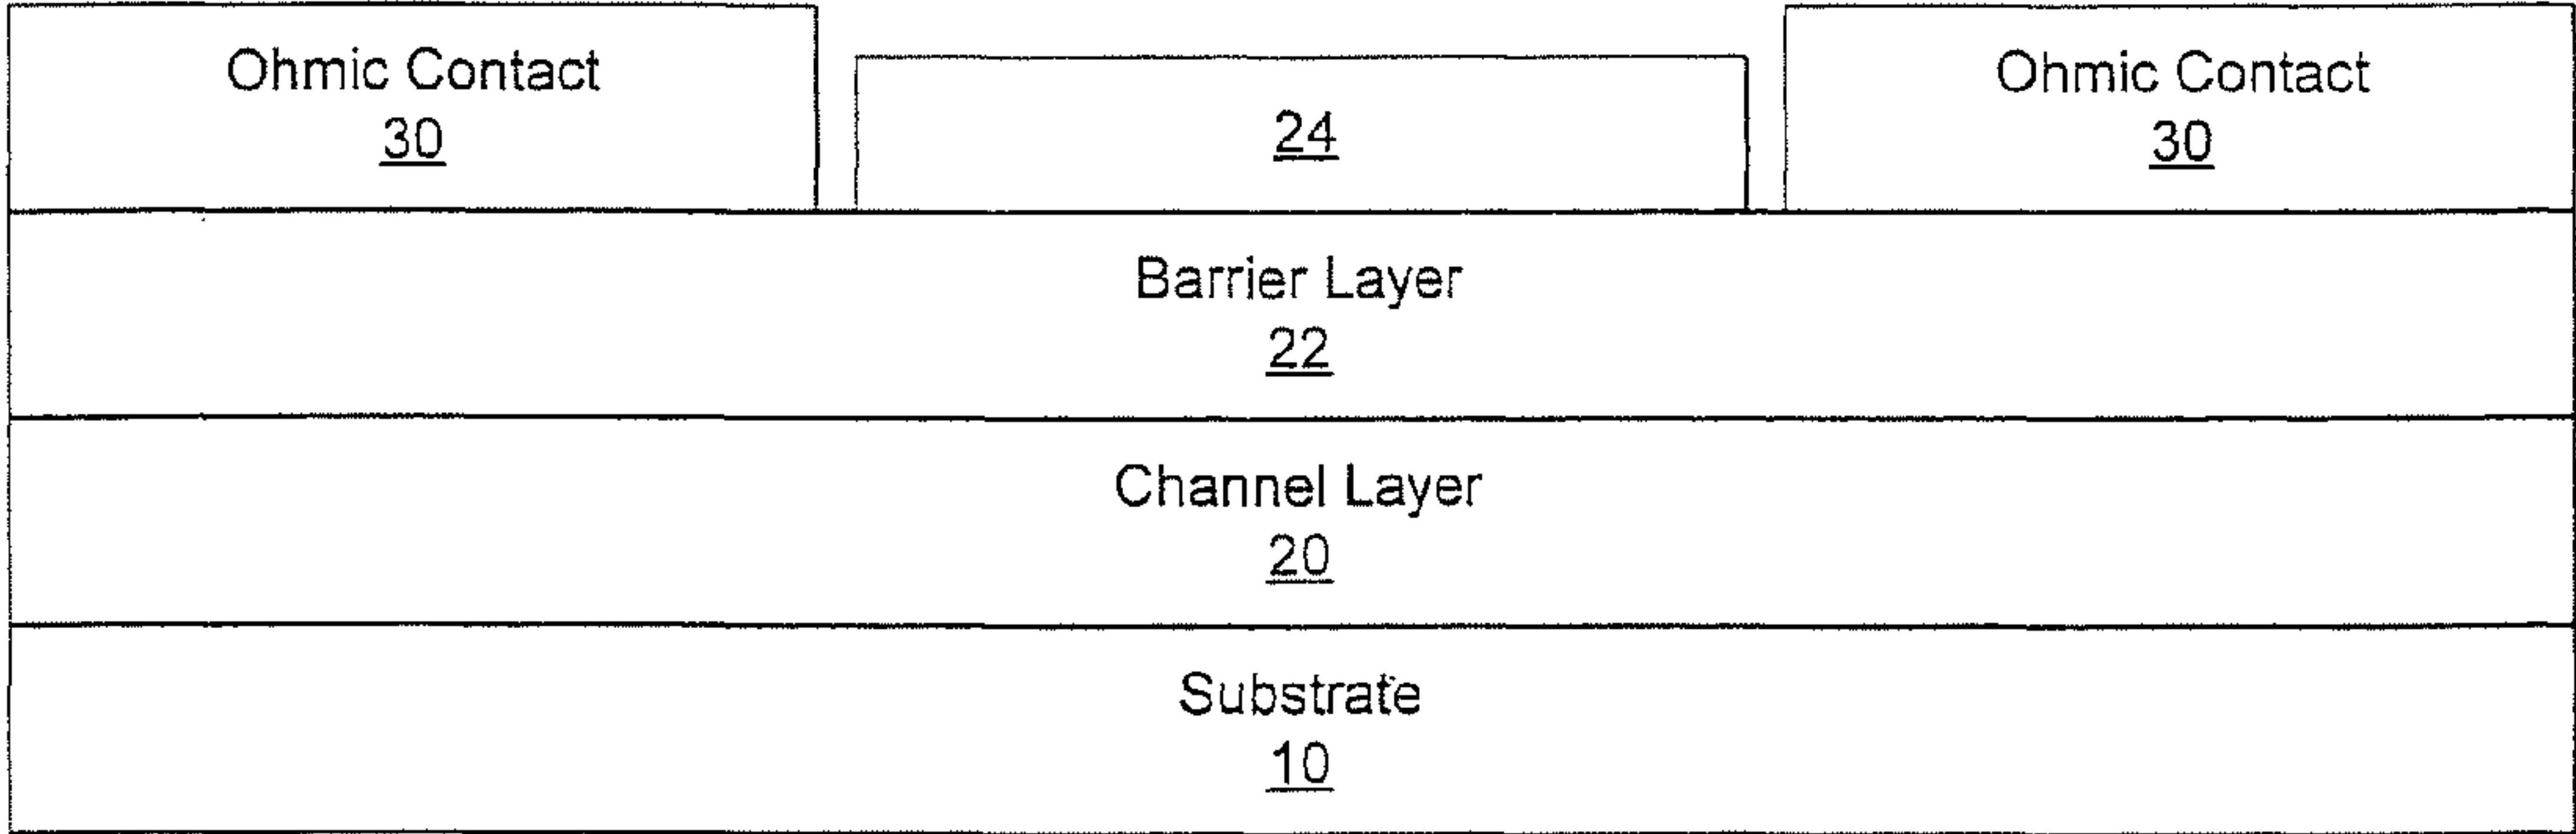 Ohmic Contact
30
24
Ohmic Contact
30
Barrier Layer
22
Channel Layer
20
Substrate
10